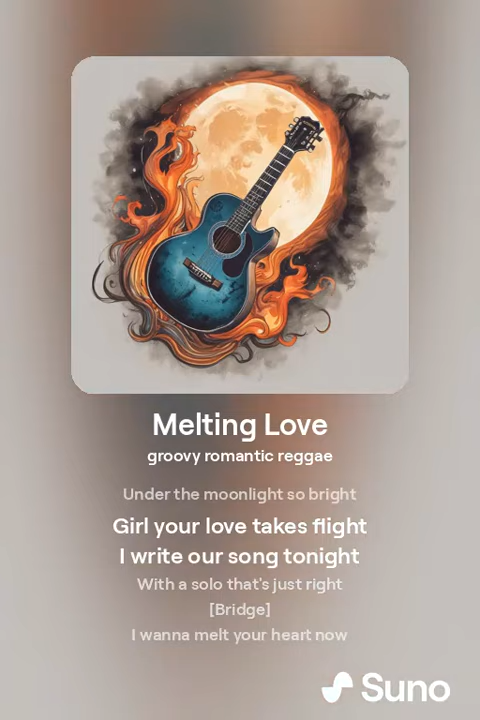 Melting Love
groovy romantic reggae
Under the moonlight so bright
Girl your love takes flight
I write our song tonight
With a solo that's just right
[Bridge]
I wanna melt your heart now
Suno